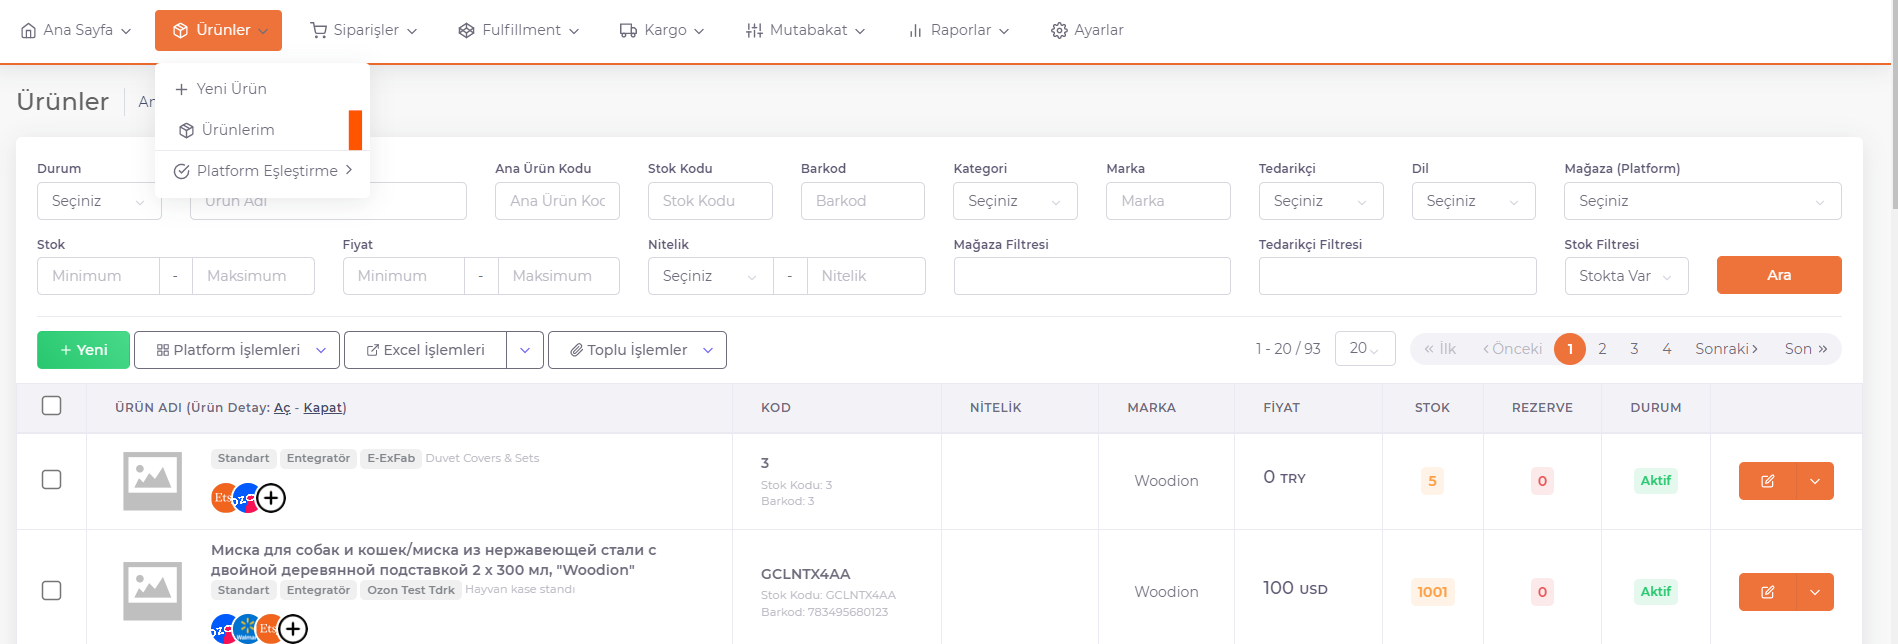 Ana Sayfa
Ürünler
Siparişler
Fulfillment
Kargo
Mutabakat
Raporlar
Ayarlar
Yeni Ürün
Ürünlerim
Platform Eşleştirme
Ürünler
Durum
Ana Ürün Kodu
Stok Kodu
Barkod
Kategori
Marka
Tedarikçi
Dil
Mağaza (Platform)
Seçiniz
Ürün Adı
Ana Ürün Koc
Stok Kodu
Barkod
Seçiniz
Marka
Seçiniz
Seçiniz
Seçiniz
Stok
Fiyat
Nitelik
Mağaza Filtresi
Tedarikçi Filtresi
Stok Filtresi
Minimum - Maksimum
Minimum - Maksimum
Seçiniz - Nitelik
Stokta Var
Ara
+ Yeni
Platform İşlemleri
Excel İşlemleri
Toplu İşlemler
1 - 20 / 93
20
« İlk
‹ Önceki
1
2
3
4
Sonraki ›
Son »
ÜRÜN ADI (Ürün Detay: Aç - Kapat)
KOD
NİTELİK
MARKA
FİYAT
STOK
REZERVE
DURUM
Standart Entegratör E-ExFab Duvet Covers & Sets
3
Stok Kodu: 3
Barkod: 3
Woodion
0 TRY
5
0
Aktif
Миска для собак и кошек/миска из нержавеющей стали с
двойной деревянной подставкой 2 x 300 мл, "Woodion"
Standart Entegratör Ozon Test Tdrk Hayvan kase standı
GCLNTX4AA
Stok Kodu: GCLNTX4AA
Barkod: 783495680123
Woodion
100 USD
1001
0
Aktif